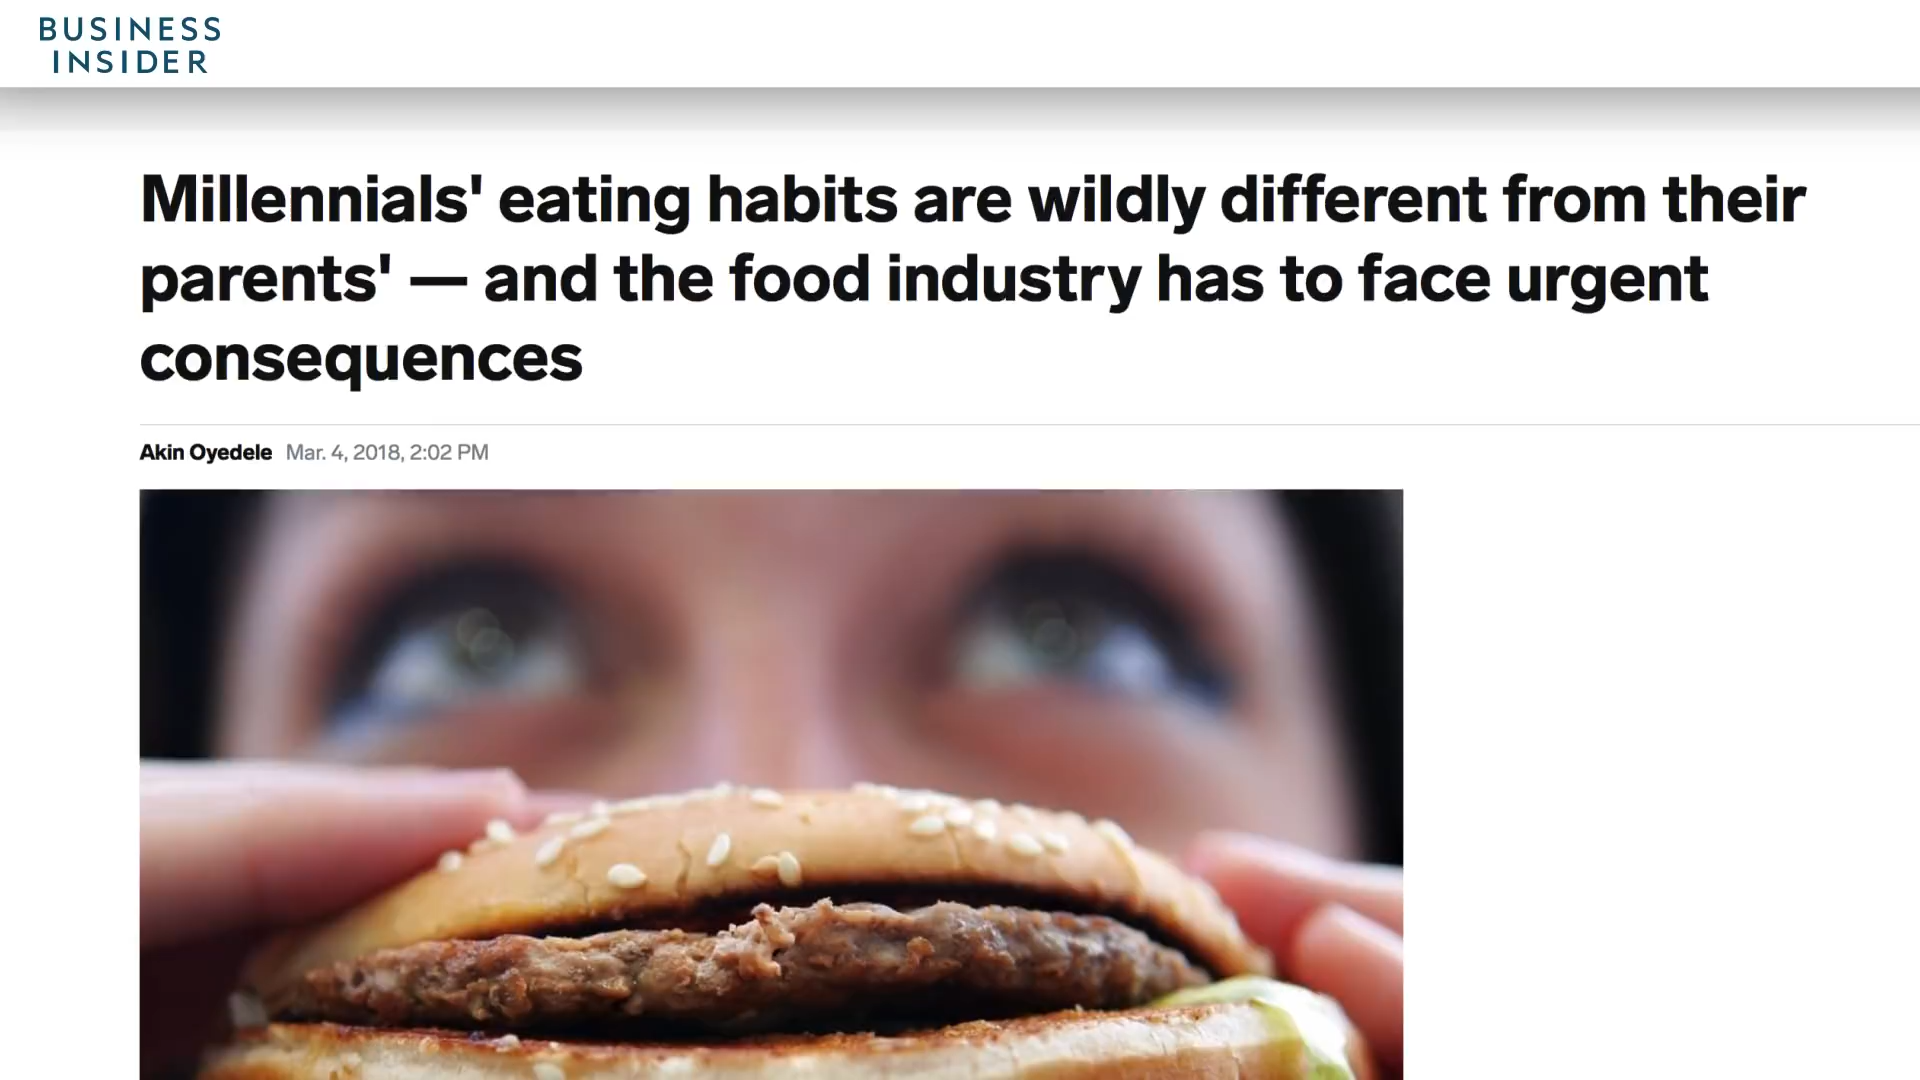 BUSINESS
INSIDER
Millennials' eating habits are wildly different from their
parents' — and the food industry has to face urgent
consequences
Akin Oyedele Mar. 4, 2018, 2:02 PM